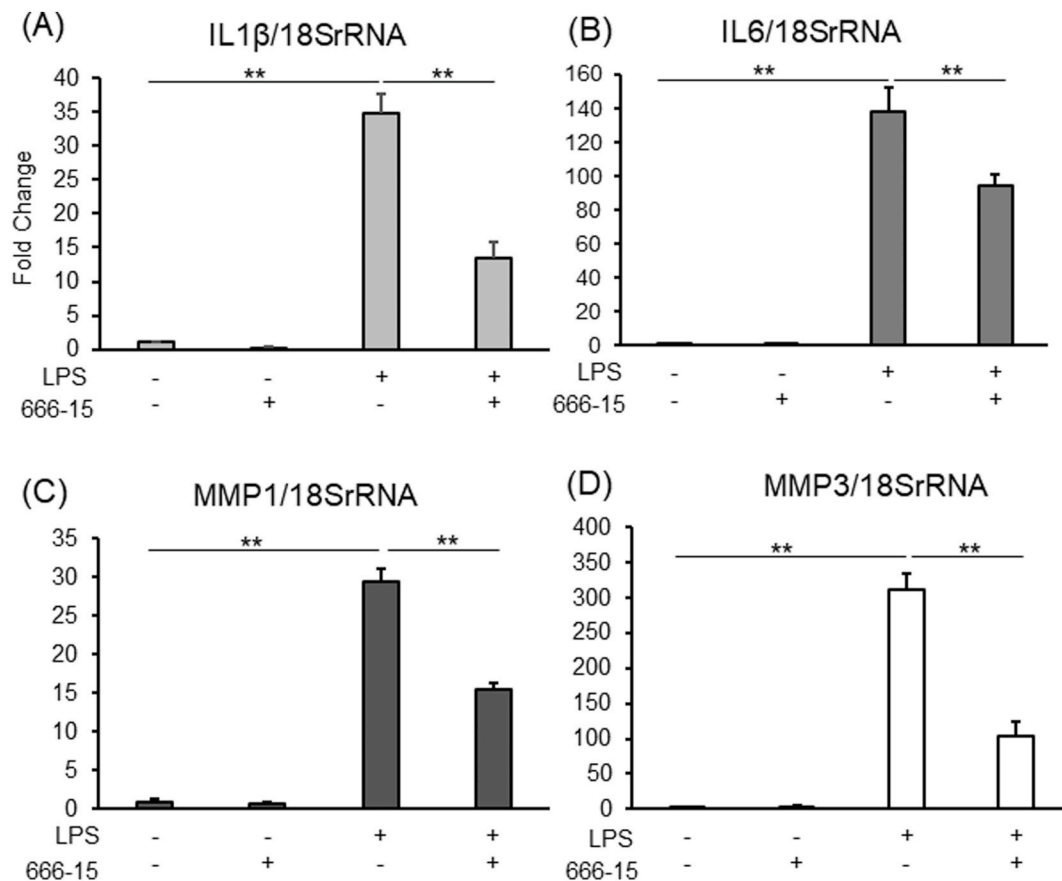 (A)
IL1β/18SrRNA
** **
Fold Change
40
35
30
25
20
15
10
5
0
LPS - - + +
666-15 - + - +
(B)
IL6/18SrRNA
** **
160
140
120
100
80
60
40
20
0
LPS - - + +
666-15 - + - +
(C)
MMP1/18SrRNA
** **
35
30
25
20
15
10
5
0
LPS - - + +
666-15 - + - +
(D)
MMP3/18SrRNA
** **
400
350
300
250
200
150
100
50
0
LPS - - + +
666-15 - + - +